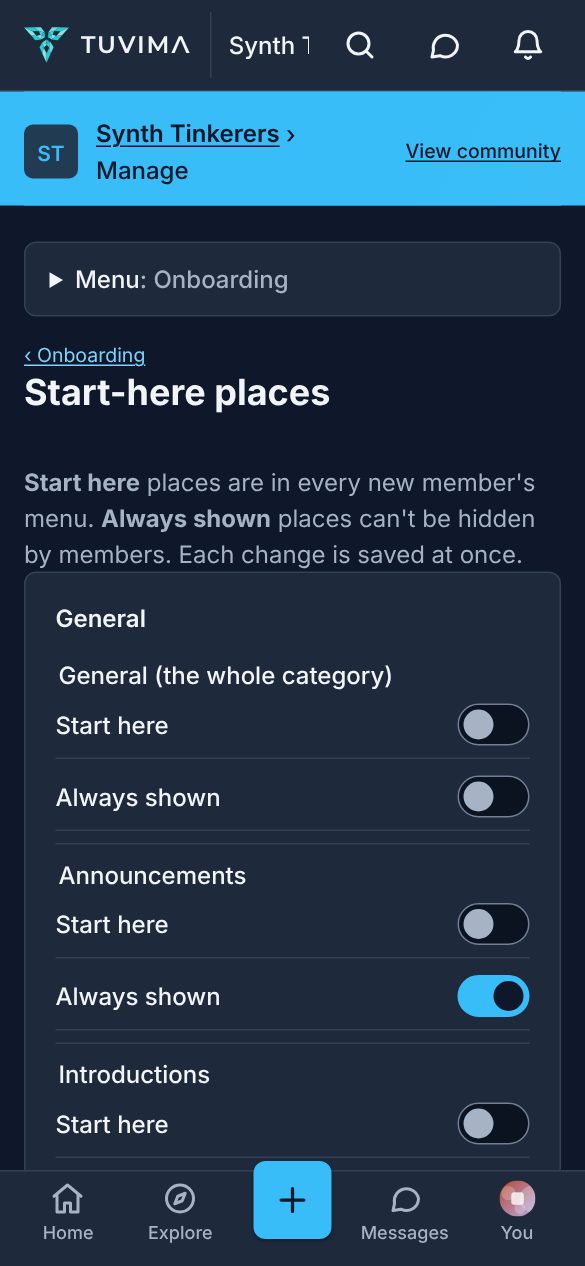 TUVIMA
Synth T
ST
Synth Tinkerers ›
Manage
View community
▶ Menu: Onboarding
‹ Onboarding
Start-here places
Start here places are in every new member's
menu. Always shown places can't be hidden
by members. Each change is saved at once.
General
General (the whole category)
Start here
Always shown
Announcements
Start here
Always shown
Introductions
Start here
Home
Explore
Messages
You